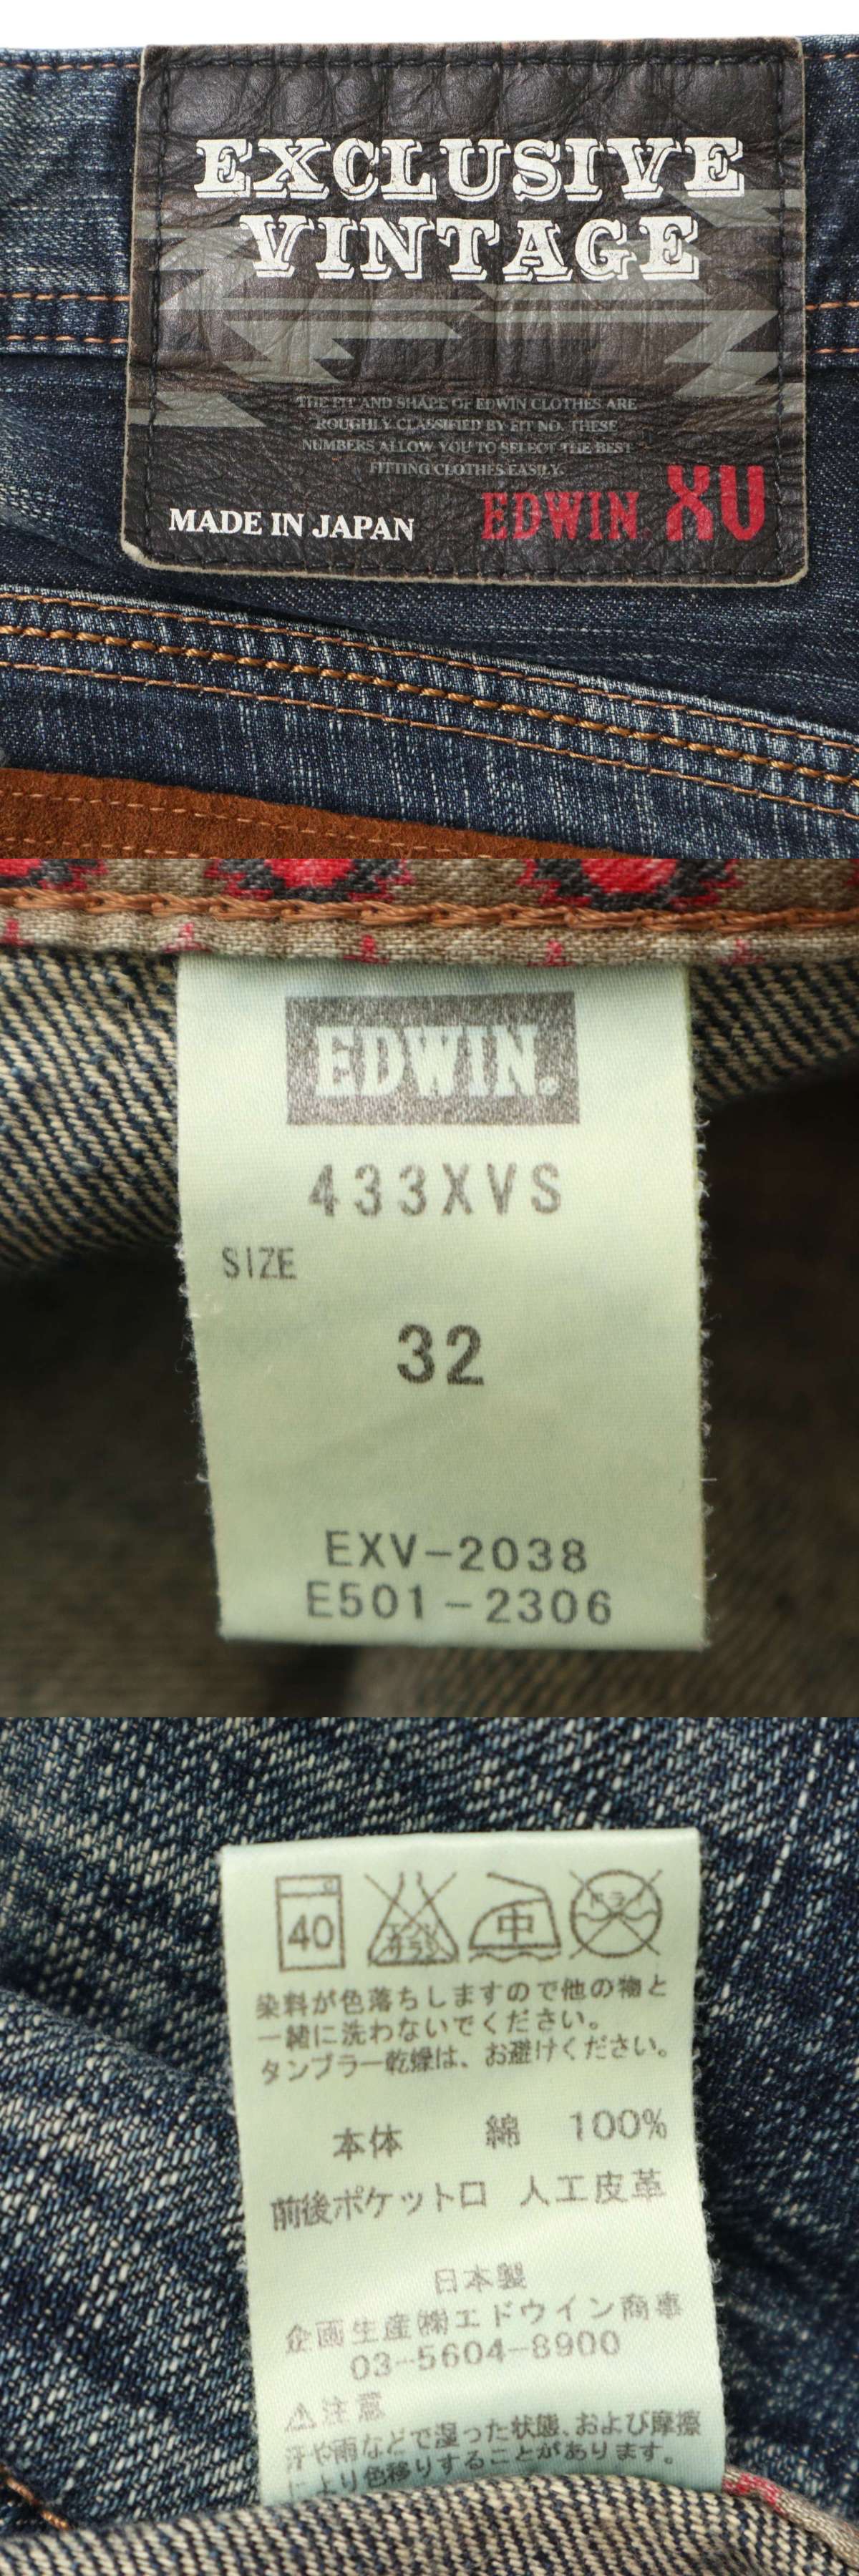 EXCLUSIVE
VINTAGE
THE FIT AND SHAPE OF EDWIN CLOTHES ARE
ROUGHLY CLASSIFIED BY FIT NO. THESE
NUMBERS ALLOW YOU TO SELECT THE BEST
FITTING CLOTHES EASILY.
MADE IN JAPAN
EDWIN. XV
EDWIN.
433XVS
SIZE
32
EXV-2038
E501-2306
40 中 ドライ
染料が色落ちしますので他の物と
一緒に洗わないでください。
タンブラー乾燥は、お避けください。
本体 綿 100%
前後ポケット口 人工皮革
日本製
企画生産㈱エドウイン商事
03-5604-8900
⚠注意
汗や雨などで湿った状態、および摩擦
により色移りすることがあります。